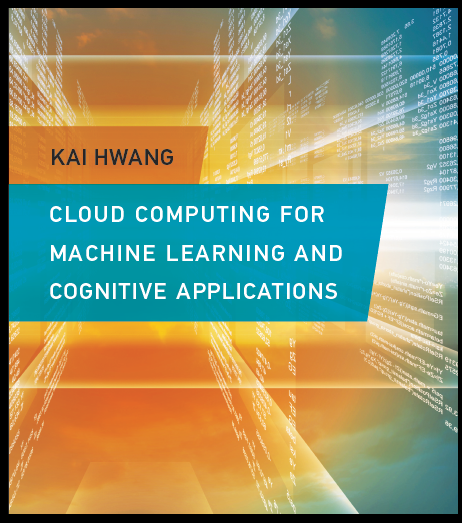 KAI HWANG
CLOUD COMPUTING FOR
MACHINE LEARNING AND
COGNITIVE APPLICATIONS